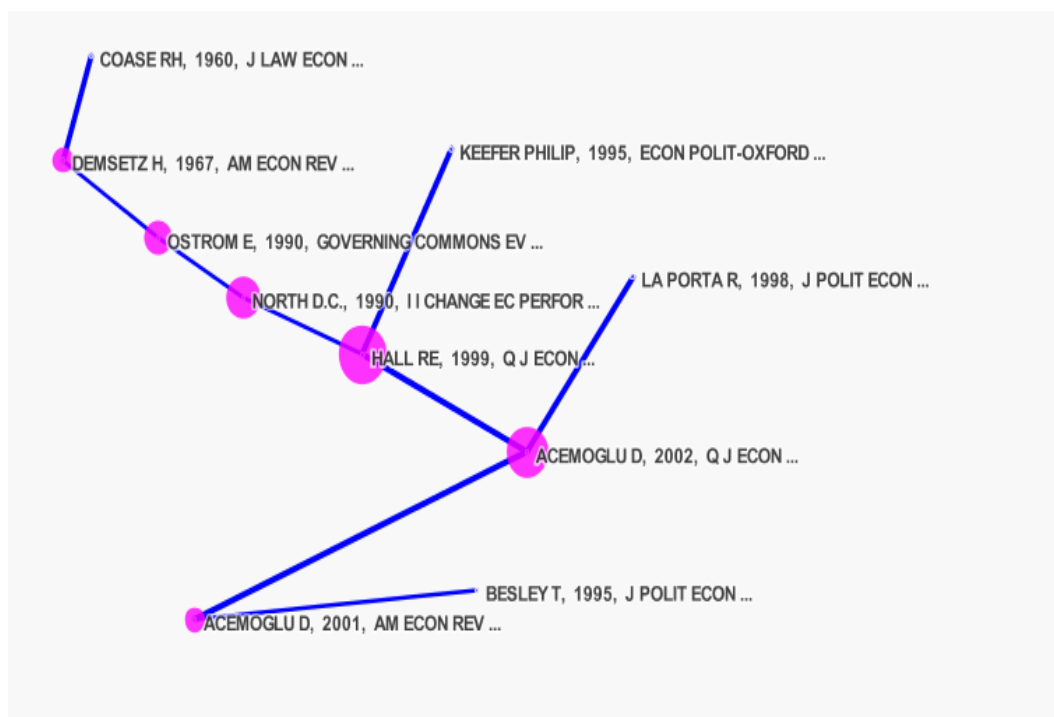 COASE RH, 1960, J LAW ECON ...
KEEFER PHILIP, 1995, ECON POLIT-OXFORD ...
DEMSETZ H, 1967, AM ECON REV ...
OSTROM E, 1990, GOVERNING COMMONS EV ...
LA PORTA R, 1998, J POLIT ECON ...
NORTH D.C., 1990, I I CHANGE EC PERFOR ...
HALL RE, 1999, Q J ECON ...
ACEMOGLU D, 2002, Q J ECON ...
BESLEY T, 1995, J POLIT ECON ...
ACEMOGLU D, 2001, AM ECON REV ...